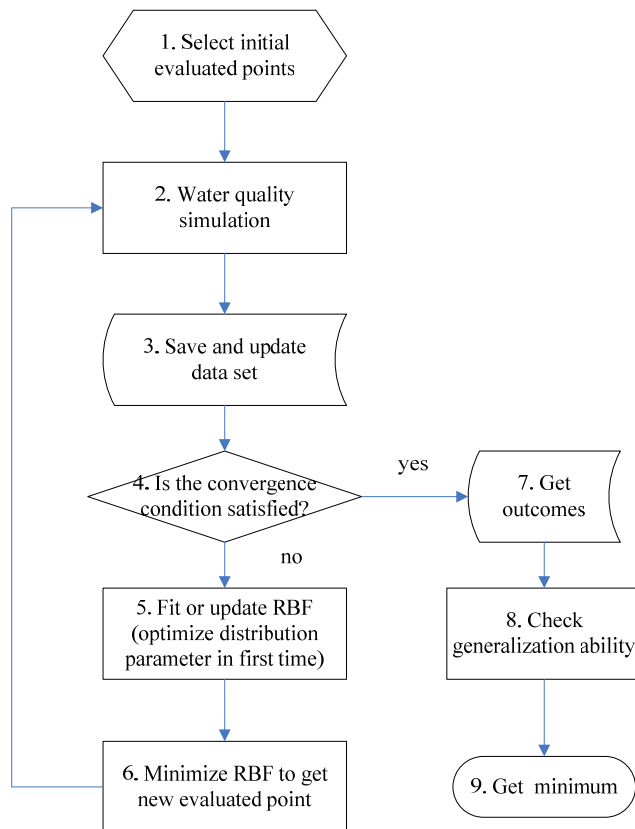 1. Select initial
evaluated points
2. Water quality
simulation
3. Save and update
data set
4. Is the convergence
condition satisfied?
yes
no
7. Get
outcomes
5. Fit or update RBF
(optimize distribution
parameter in first time)
8. Check
generalization ability
6. Minimize RBF to get
new evaluated point
9. Get minimum